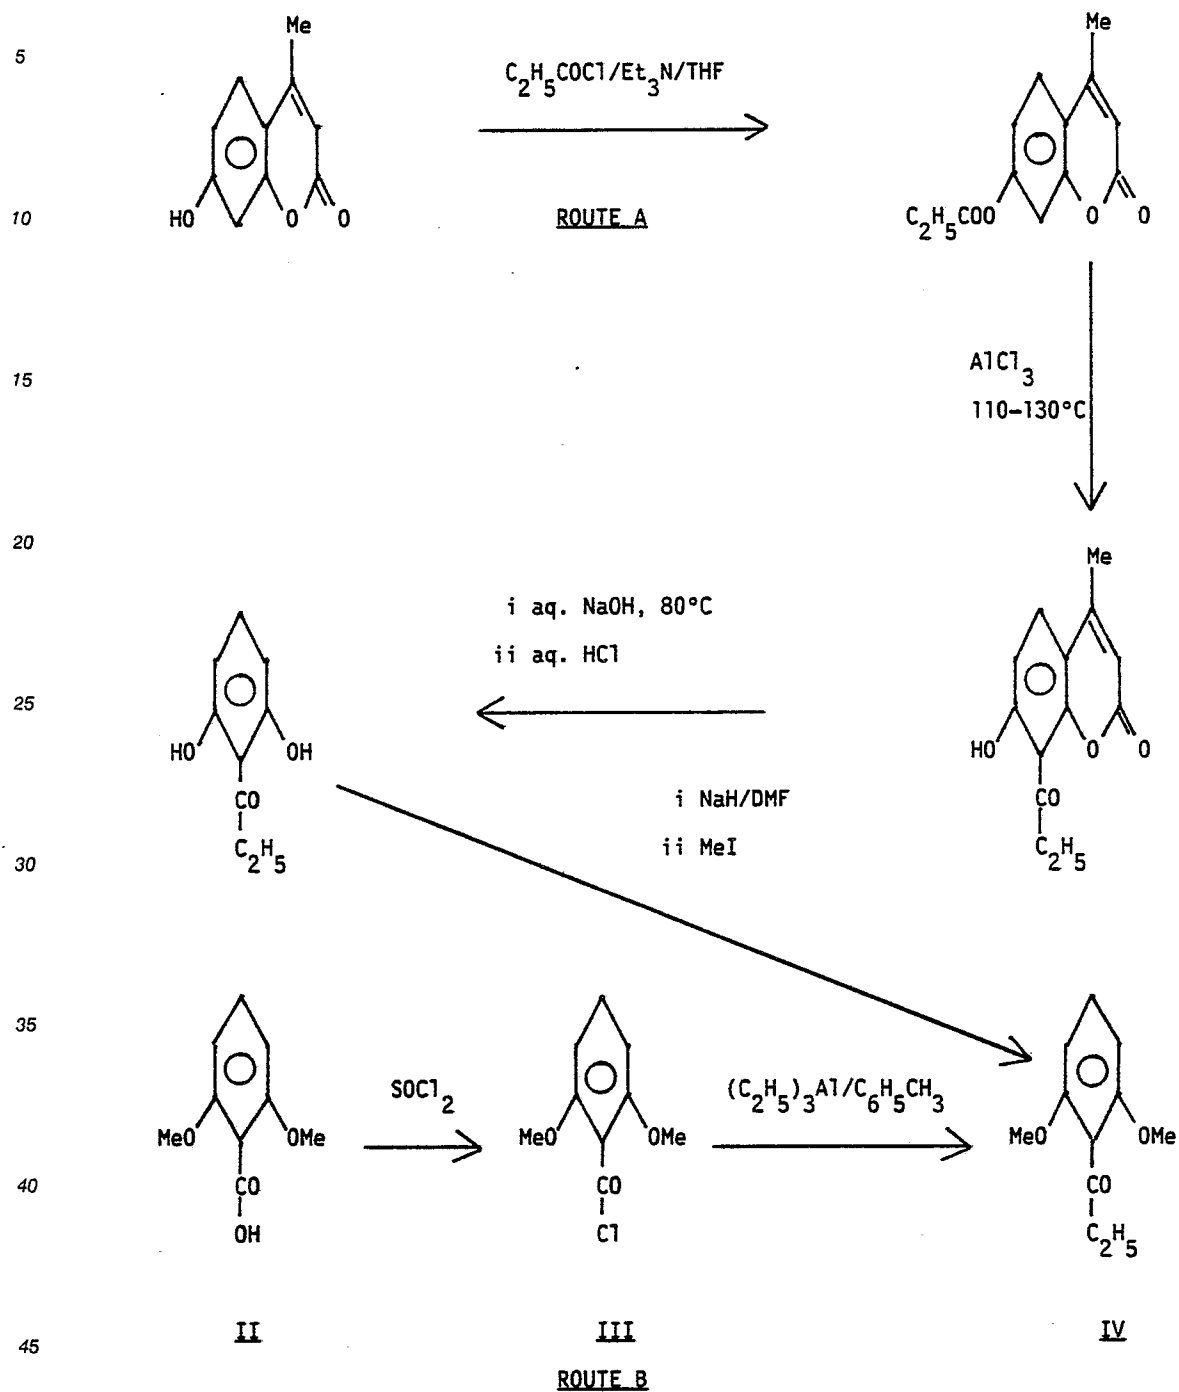 Me
Me
5
C2H5COCl/Et3N/THF
HO
O
O
10
ROUTE A
C2H5COO
O
O
AlCl3
15
110-130°C
20
Me
i aq. NaOH, 80°C
ii aq. HCl
25
HO
OH
HO
O
O
CO
i NaH/DMF
CO
C2H5
ii MeI
C2H5
30
35
SOCl2
(C2H5)3Al/C6H5CH3
MeO
OMe
MeO
OMe
MeO
OMe
CO
CO
CO
40
OH
Cl
C2H5
II
III
IV
45
ROUTE B